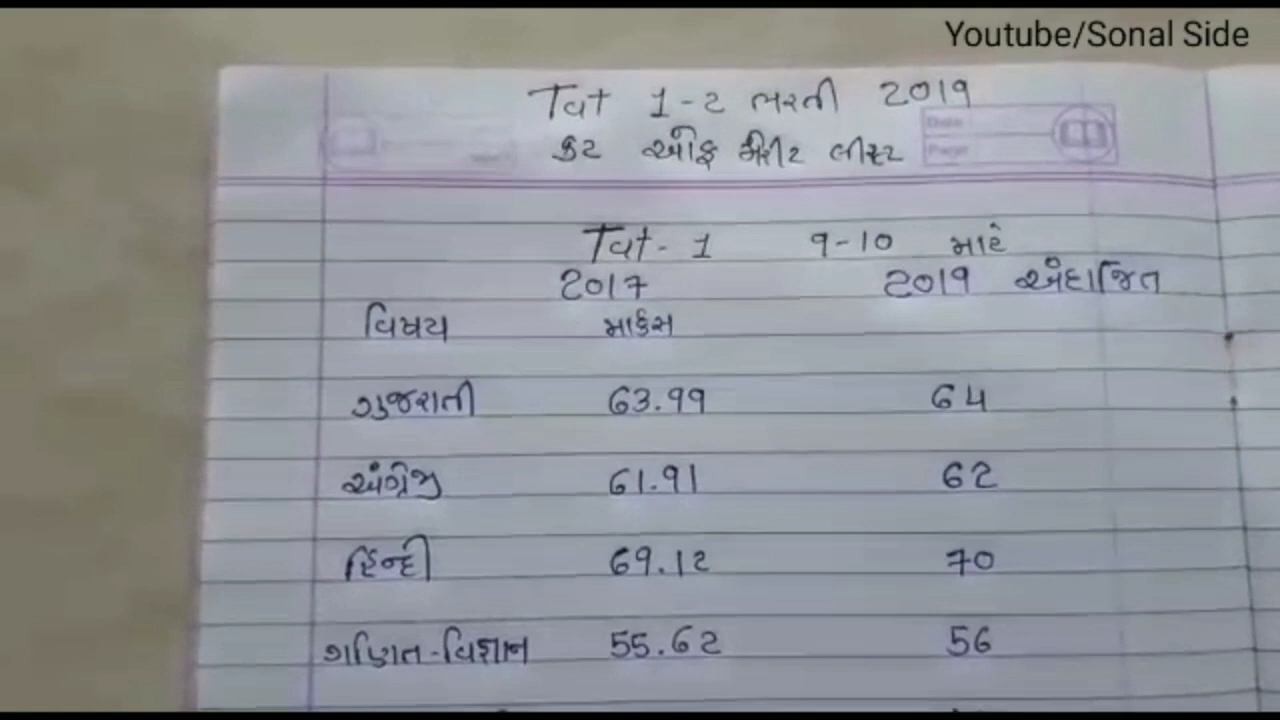 Youtube/Sonal Side
Tat 1-2 ભરતી 2019
કટ ઓફ મેરીટ લીસ્ટ
Tat-1 9-10 માટે
2017 2019 અંદાજિત
વિષય માર્કસ
ગુજરાતી 63.99 64
અંગ્રેજી 61.91 62
હિન્દી 69.12 70
ગણિત-વિજ્ઞાન 55.62 56